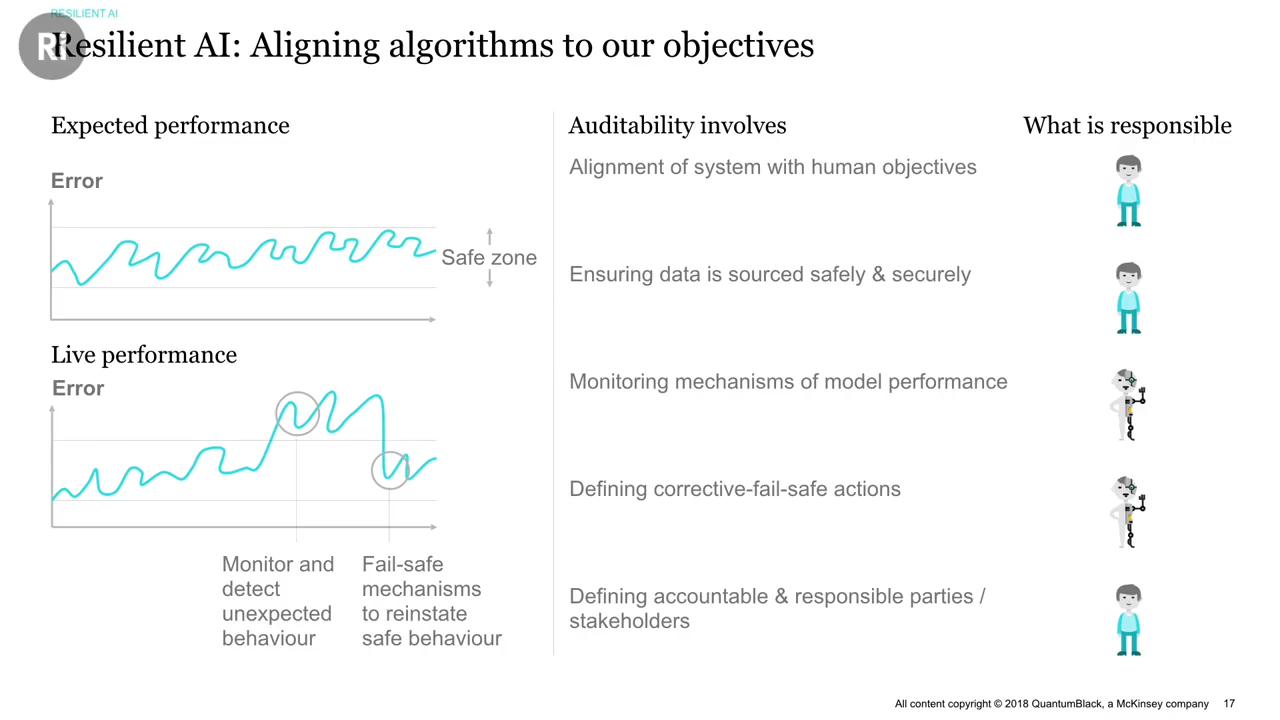 RESILIENT AI
Ri
Resilient AI: Aligning algorithms to our objectives
Expected performance
Error
Safe zone
Live performance
Error
Monitor and
detect
unexpected
behaviour
Fail-safe
mechanisms
to reinstate
safe behaviour
Auditability involves
What is responsible
Alignment of system with human objectives
Ensuring data is sourced safely & securely
Monitoring mechanisms of model performance
Defining corrective-fail-safe actions
Defining accountable & responsible parties /
stakeholders
All content copyright © 2018 QuantumBlack, a McKinsey company 17